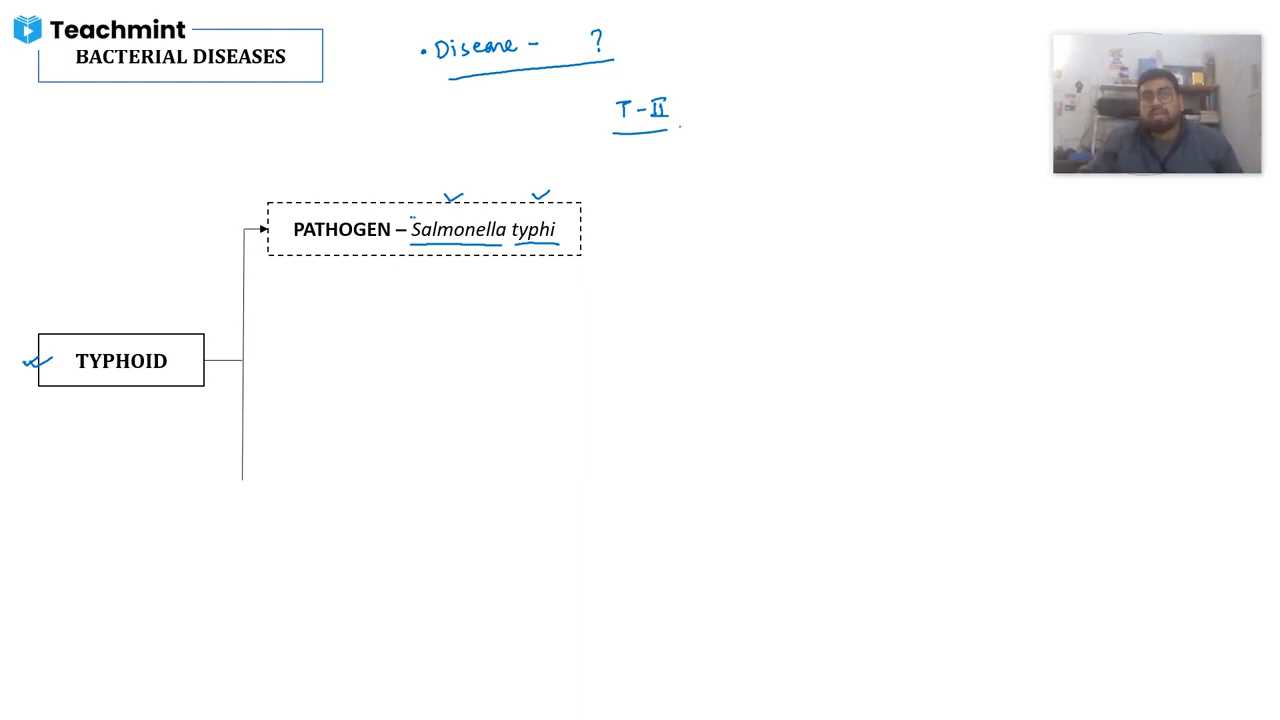 Teachmint
BACTERIAL DISEASES
• Disease - ?
T-II
PATHOGEN – Salmonella typhi
TYPHOID